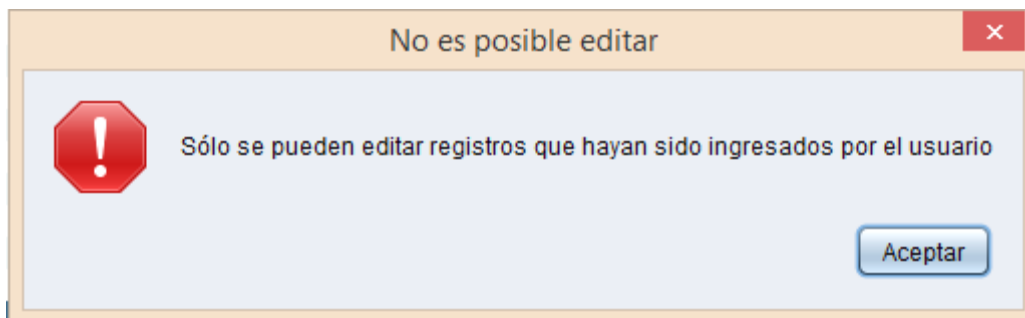 No es posible editar
Sólo se pueden editar registros que hayan sido ingresados por el usuario
Aceptar